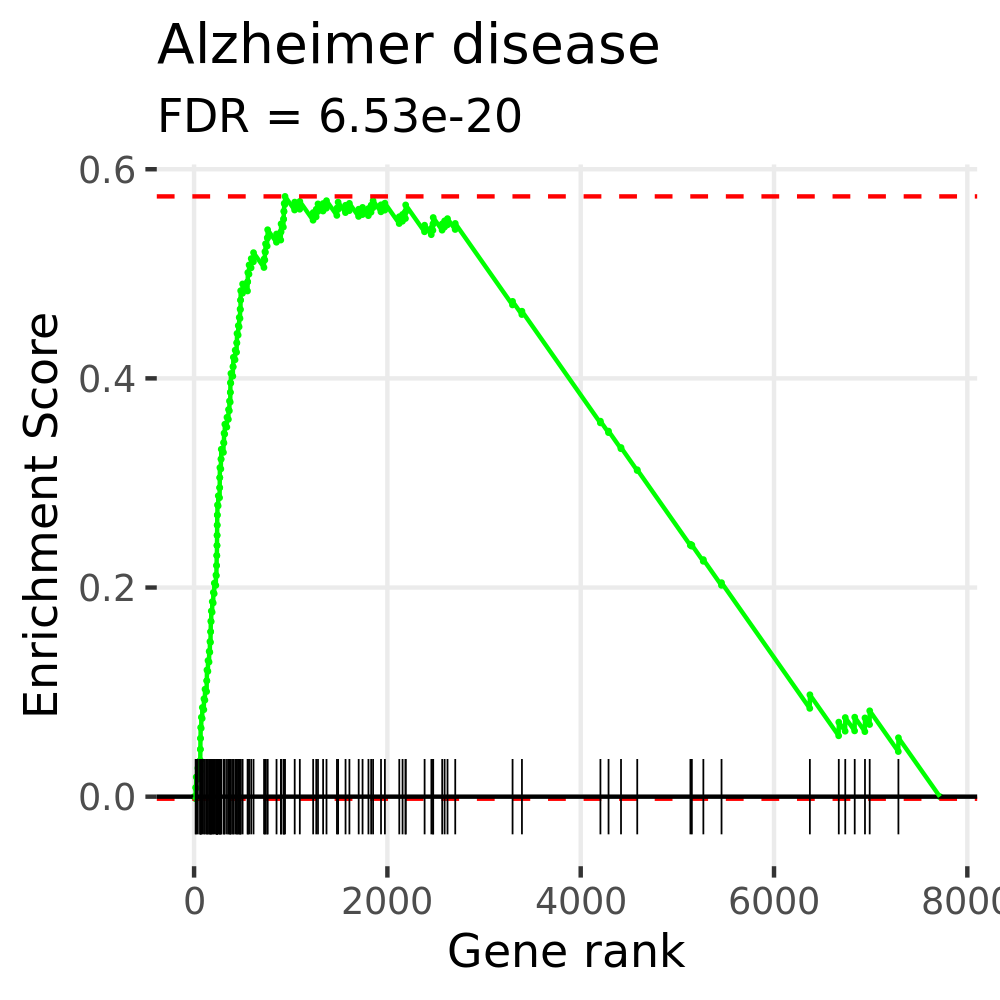 Alzheimer disease
FDR = 6.53e-20
0.6
0.4
0.2
0.0
Enrichment Score
0 2000 4000 6000 8000
Gene rank